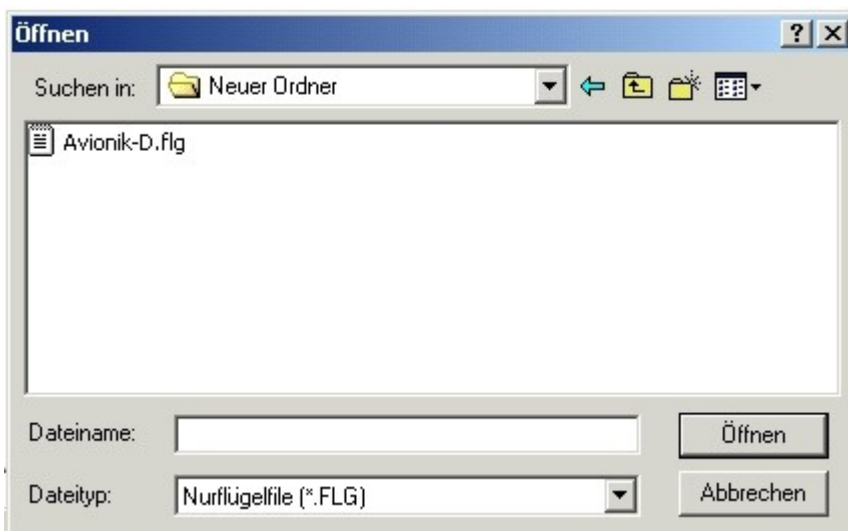 Öffnen
Suchen in: Neuer Ordner
Avionik-D.flg
Dateiname: Öffnen
Dateityp: Nurflügelfile (*.FLG) Abbrechen